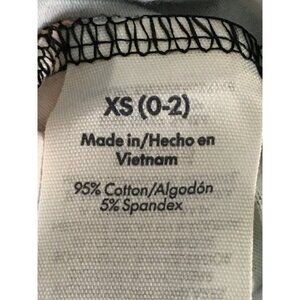 XS (0-2)
Made in/Hecho en
Vietnam
95% Cotton/Algodón
5% Spandex